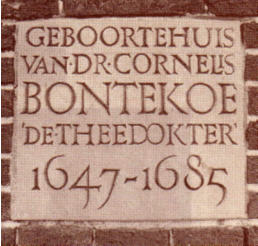 GEBOORTEHUIS
VAN·DR·CORNELIS
BONTEKOE
'DE·THEEDOKTER'
1647-1685